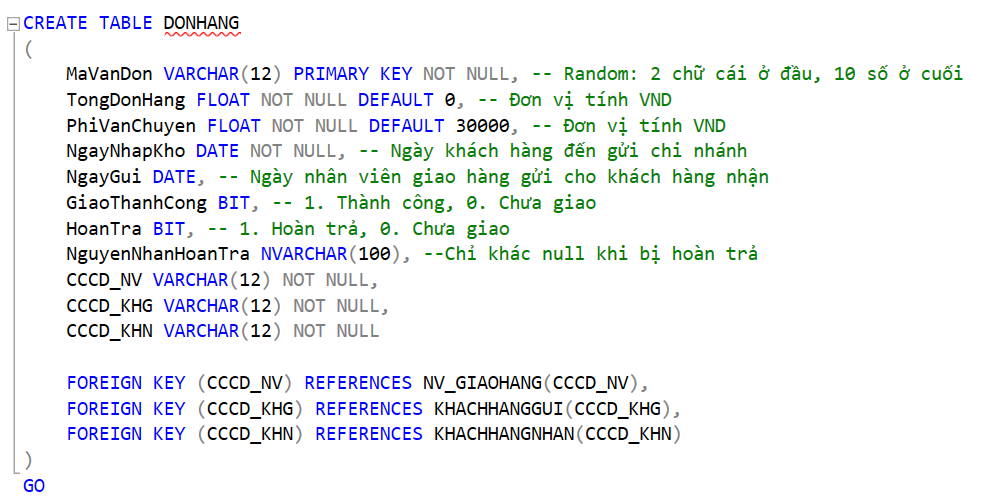 CREATE TABLE DONHANG
(
MaVanDon VARCHAR(12) PRIMARY KEY NOT NULL, -- Random: 2 chữ cái ở đầu, 10 số ở cuối
TongDonHang FLOAT NOT NULL DEFAULT 0, -- Đơn vị tính VND
PhiVanChuyen FLOAT NOT NULL DEFAULT 30000, -- Đơn vị tính VND
NgayNhapKho DATE NOT NULL, -- Ngày khách hàng đến gửi chi nhánh
NgayGui DATE, -- Ngày nhân viên giao hàng gửi cho khách hàng nhận
GiaoThanhCong BIT, -- 1. Thành công, 0. Chưa giao
HoanTra BIT, -- 1. Hoàn trả, 0. Chưa giao
NguyenNhanHoanTra NVARCHAR(100), --Chỉ khác null khi bị hoàn trả
CCCD_NV VARCHAR(12) NOT NULL,
CCCD_KHG VARCHAR(12) NOT NULL,
CCCD_KHN VARCHAR(12) NOT NULL
FOREIGN KEY (CCCD_NV) REFERENCES NV_GIAOHANG(CCCD_NV),
FOREIGN KEY (CCCD_KHG) REFERENCES KHACHHANGGUI(CCCD_KHG),
FOREIGN KEY (CCCD_KHN) REFERENCES KHACHHANGNHAN(CCCD_KHN)
)
GO